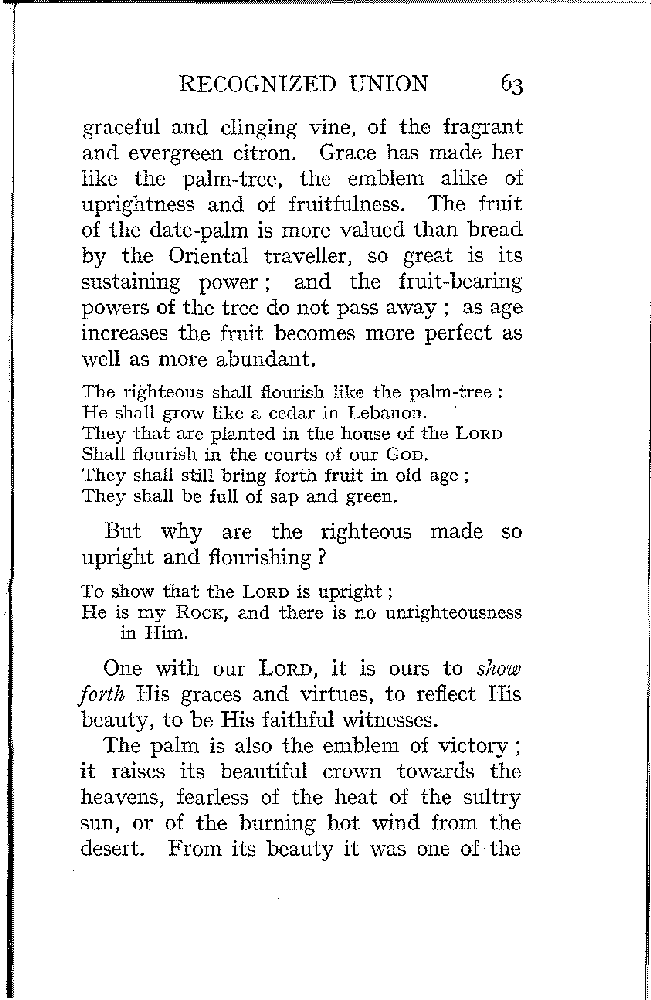 RECOGNIZED UNION 63
graceful and clinging vine, of the fragrant
and evergreen citron. Grace has made her
like the palm-tree, the emblem alike of
uprightness and of fruitfulness. The fruit
of the date-palm is more valued than bread
by the Oriental traveller, so great is its
sustaining power ; and the fruit-bearing
powers of the tree do not pass away ; as age
increases the fruit becomes more perfect as
well as more abundant.
The righteous shall flourish like the palm-tree :
He shall grow like a cedar in Lebanon.
They that are planted in the house of the LORD
Shall flourish in the courts of our GOD.
They shall still bring forth fruit in old age ;
They shall be full of sap and green.
But why are the righteous made so
upright and flourishing ?
To show that the LORD is upright ;
He is my ROCK, and there is no unrighteousness
in Him.
One with our LORD, it is ours to show
forth His graces and virtues, to reflect His
beauty, to be His faithful witnesses.
The palm is also the emblem of victory ;
it raises its beautiful crown towards the
heavens, fearless of the heat of the sultry
sun, or of the burning hot wind from the
desert. From its beauty it was one of the